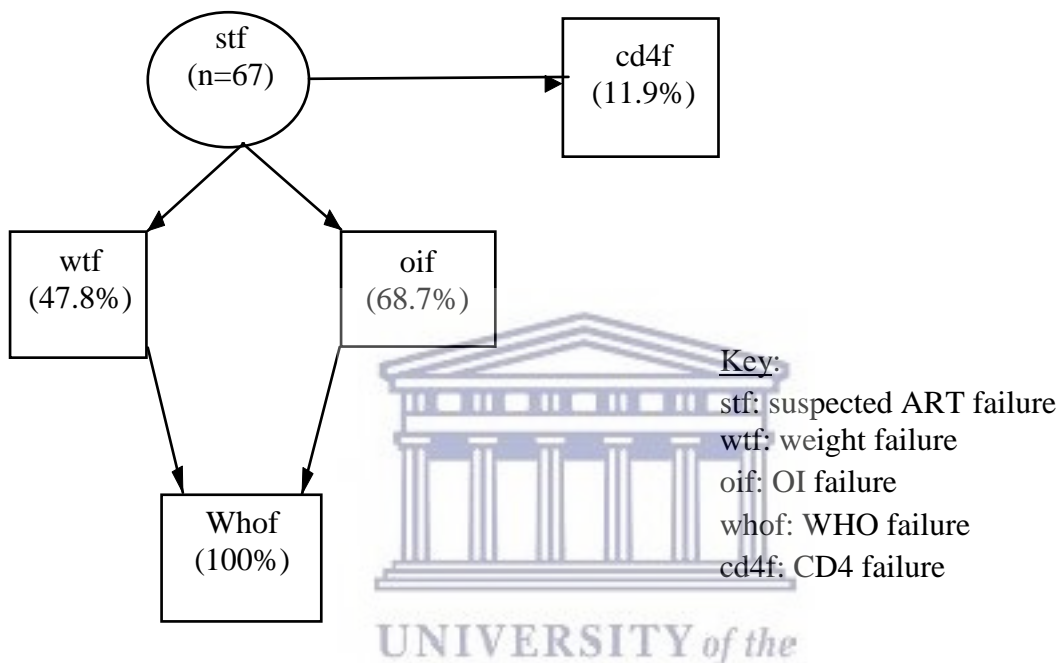 stf
(n=67)
cd4f
(11.9%)
wtf
(47.8%)
oif
(68.7%)
Whof
(100%)
Key:
stf: suspected ART failure
wtf: weight failure
oif: OI failure
whof: WHO failure
cd4f: CD4 failure
UNIVERSITY of the